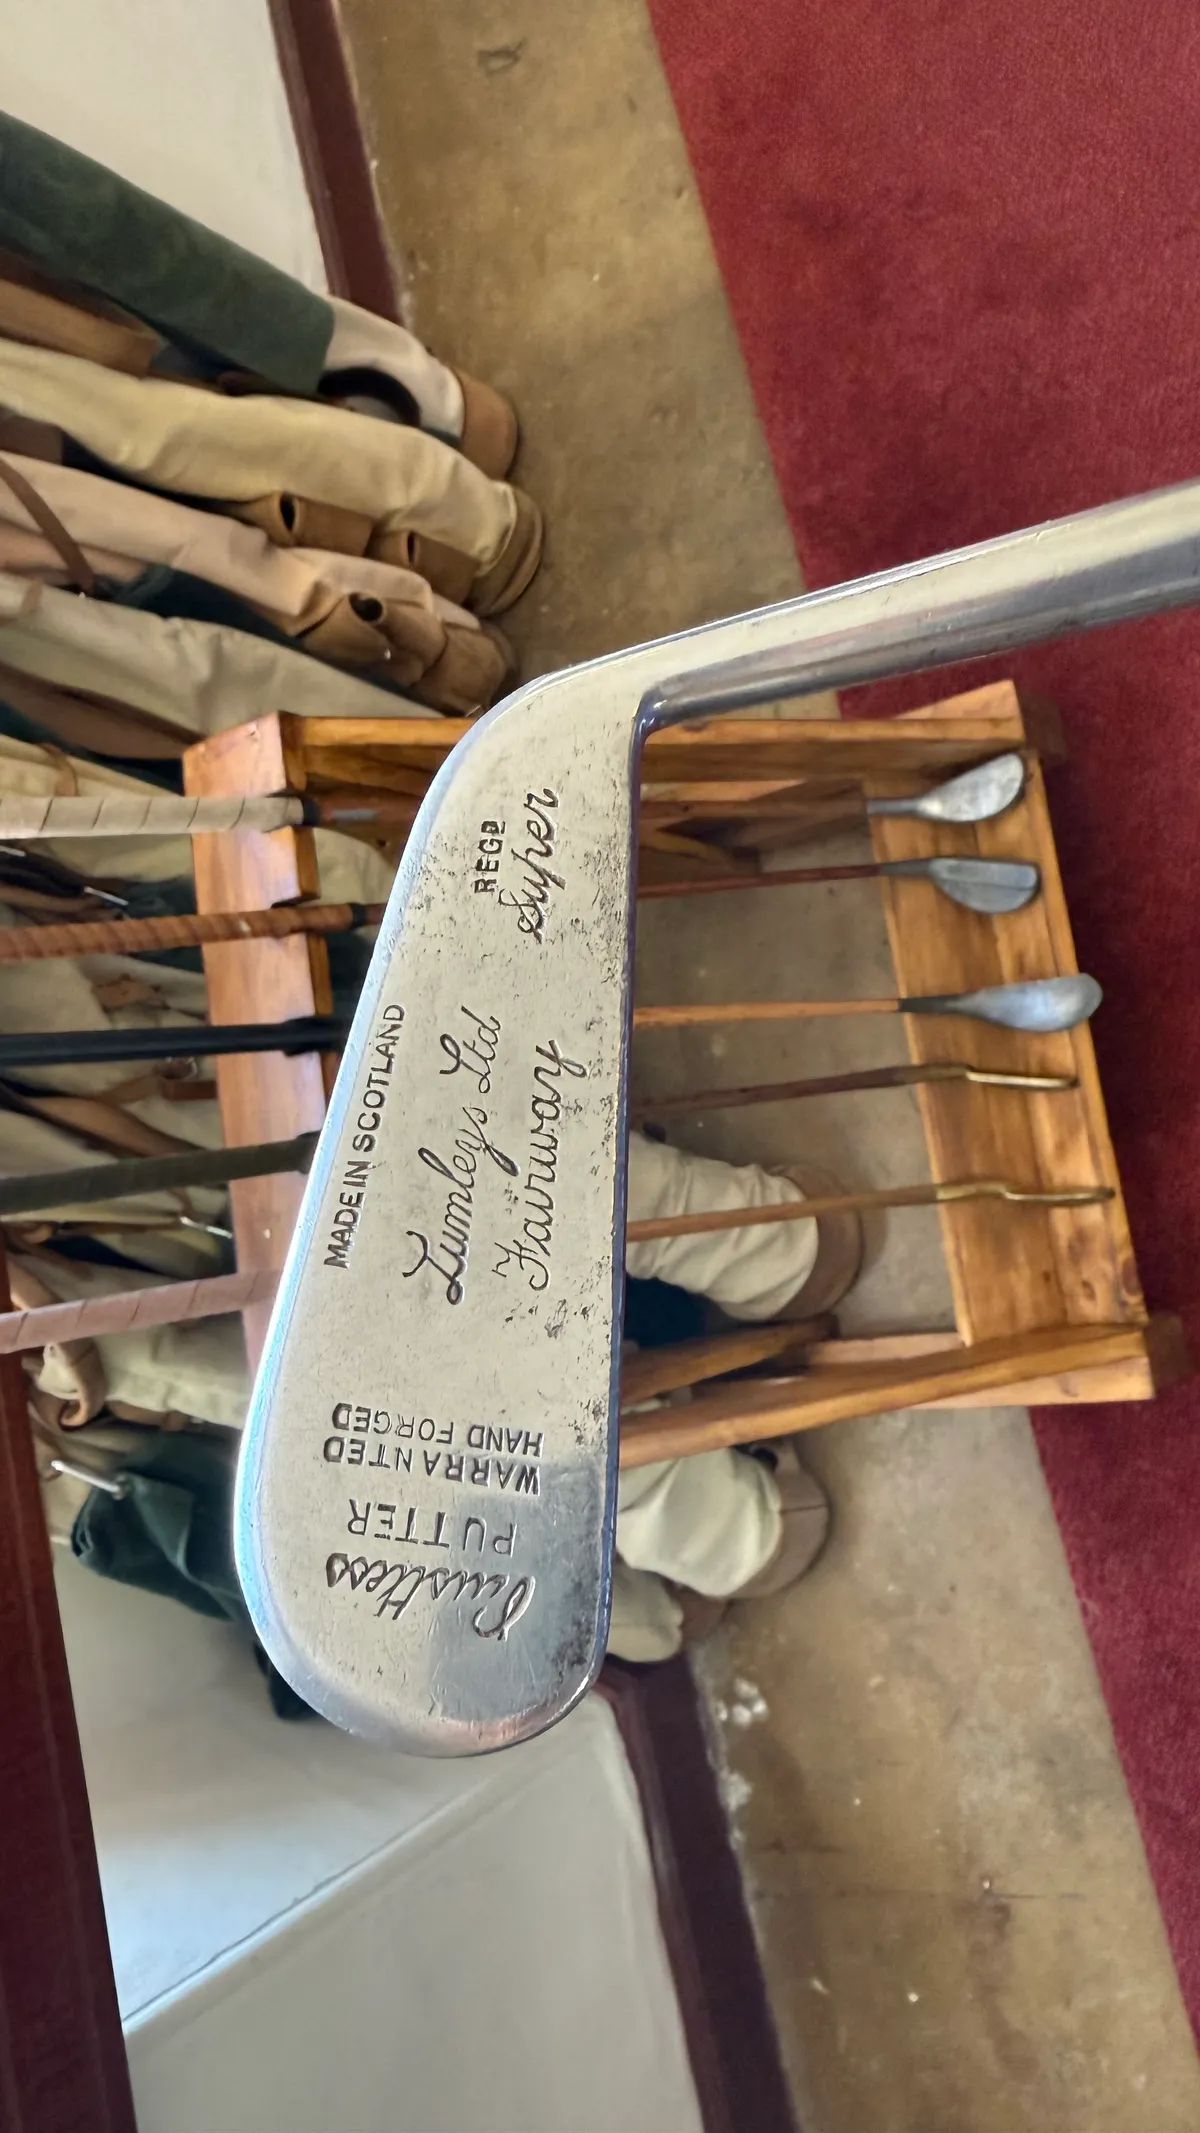 MADE IN SCOTLAND
Lumleys Ltd
REGD
Fairway Super
Rustless
PUTTER
WARRANTED
HAND FORGED